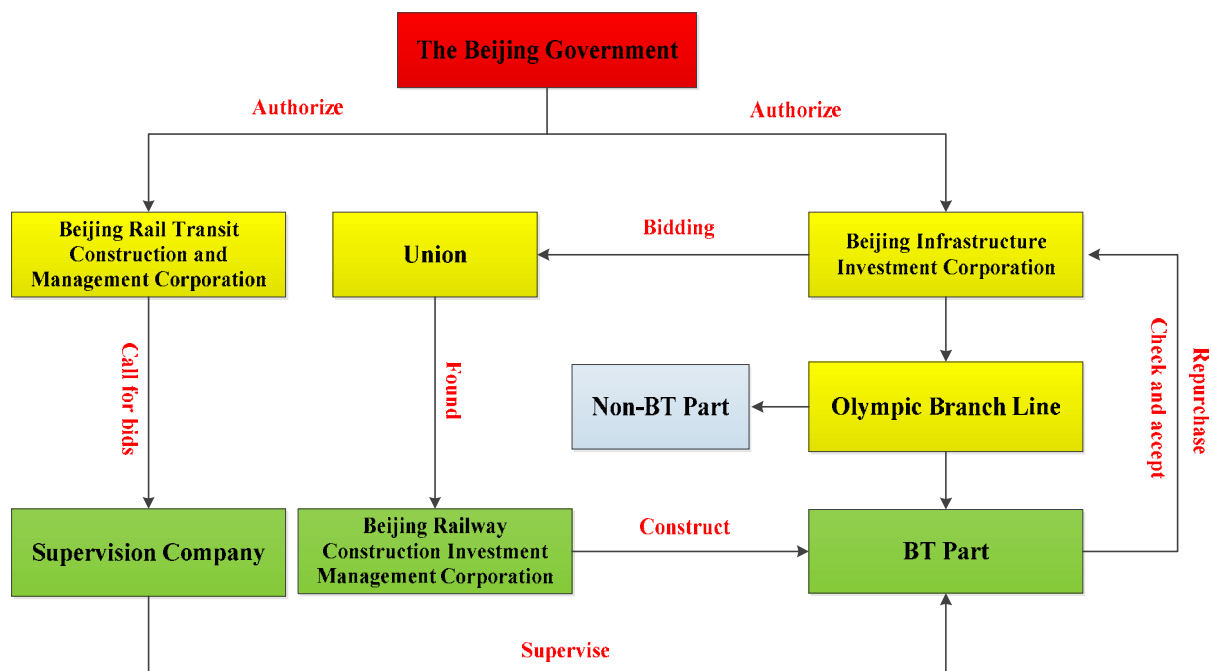 The Beijing Government
Authorize
Authorize
Beijing Rail Transit
Construction and
Management Corporation
Union
Bidding
Beijing Infrastructure
Investment Corporation
Call for bids
Found
Non-BT Part
Olympic Branch Line
Check and accept
Repurchase
Supervision Company
Beijing Railway
Construction Investment
Management Corporation
Construct
BT Part
Supervise